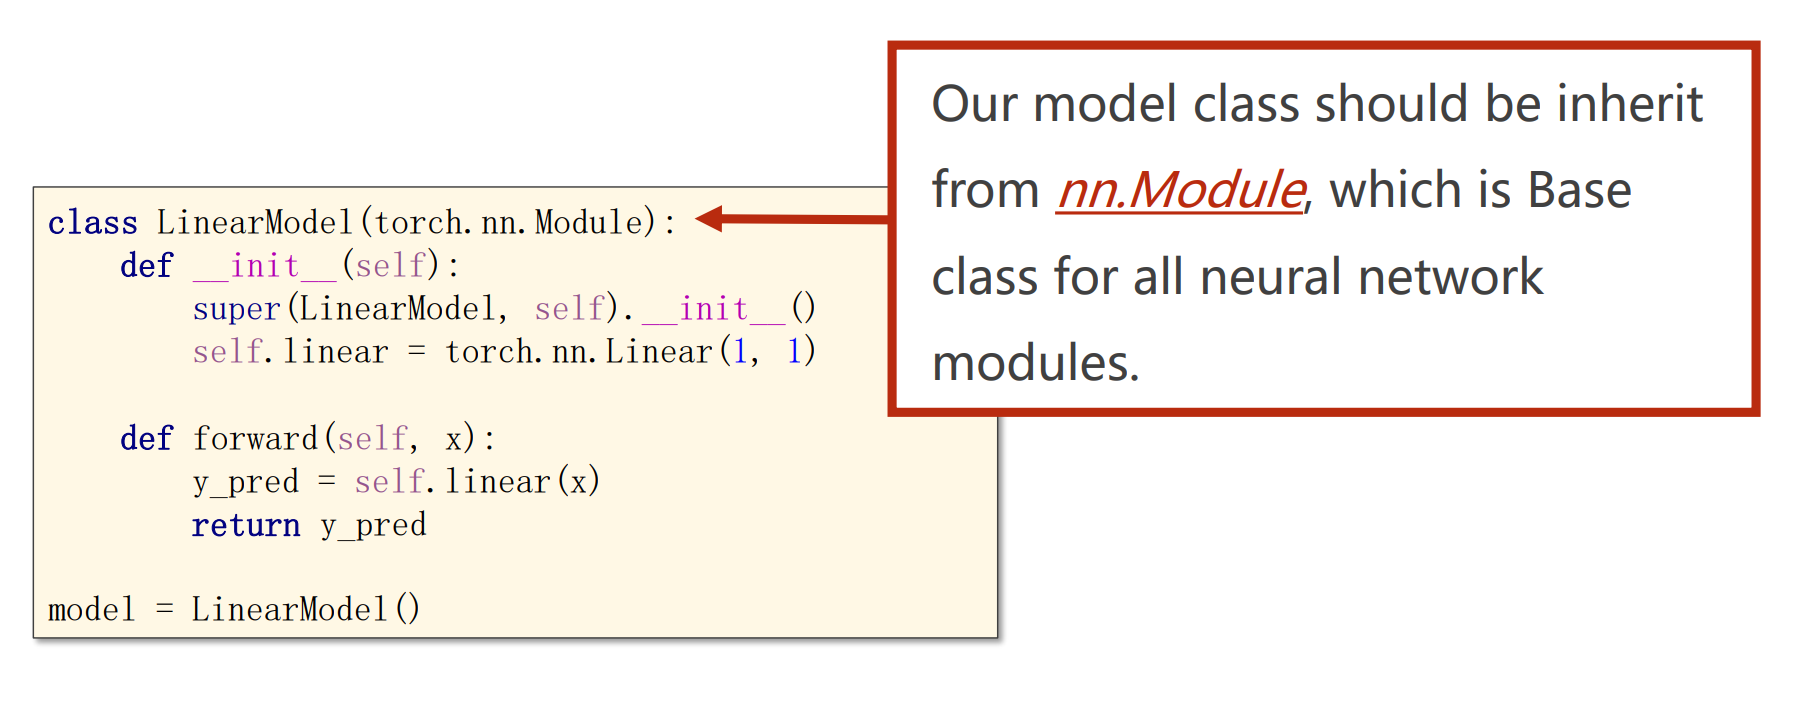 class LinearModel(torch.nn.Module):
    def __init__(self):
        super(LinearModel, self).__init__()
        self.linear = torch.nn.Linear(1, 1)
    def forward(self, x):
        y_pred = self.linear(x)
        return y_pred
model = LinearModel()
Our model class should be inherit
from nn.Module, which is Base
class for all neural network
modules.